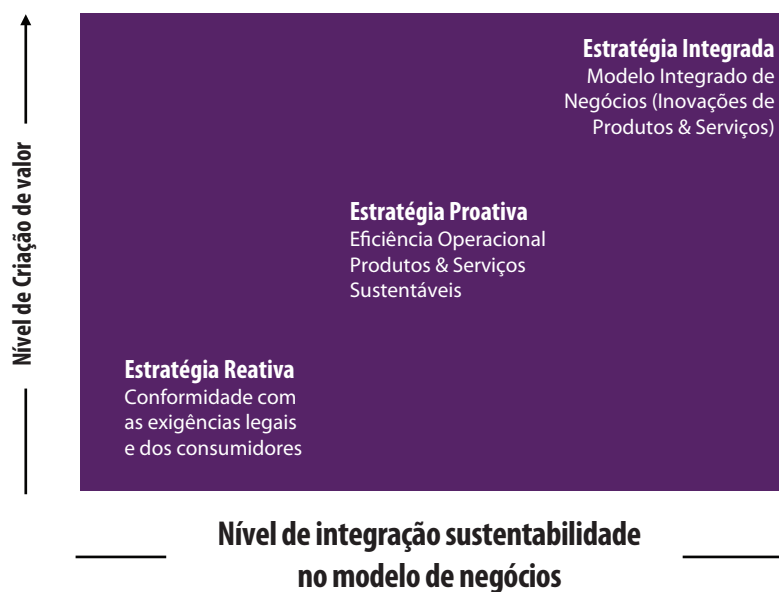 Estratégia Integrada
Modelo Integrado de
Negócios (Inovações de
Produtos & Serviços)
Nível de Criação de valor
Estratégia Proativa
Eficiência Operacional
Produtos & Serviços
Sustentáveis
Estratégia Reativa
Conformidade com
as exigências legais
e dos consumidores
Nível de integração sustentabilidade
no modelo de negócios